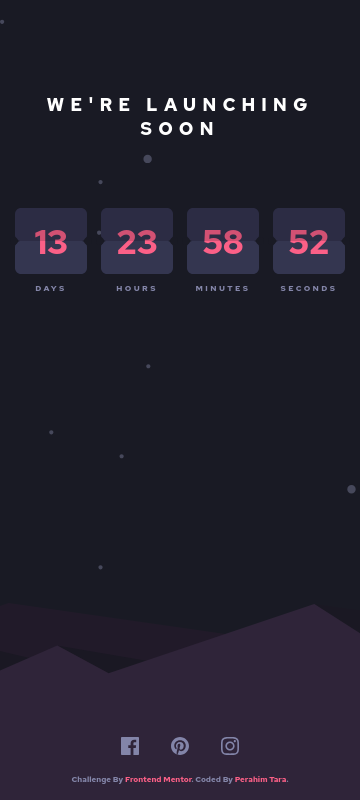 WE'RE LAUNCHING
SOON
13 23 58 52
DAYS HOURS MINUTES SECONDS
Challenge By Frontend Mentor. Coded By Perahim Tara.